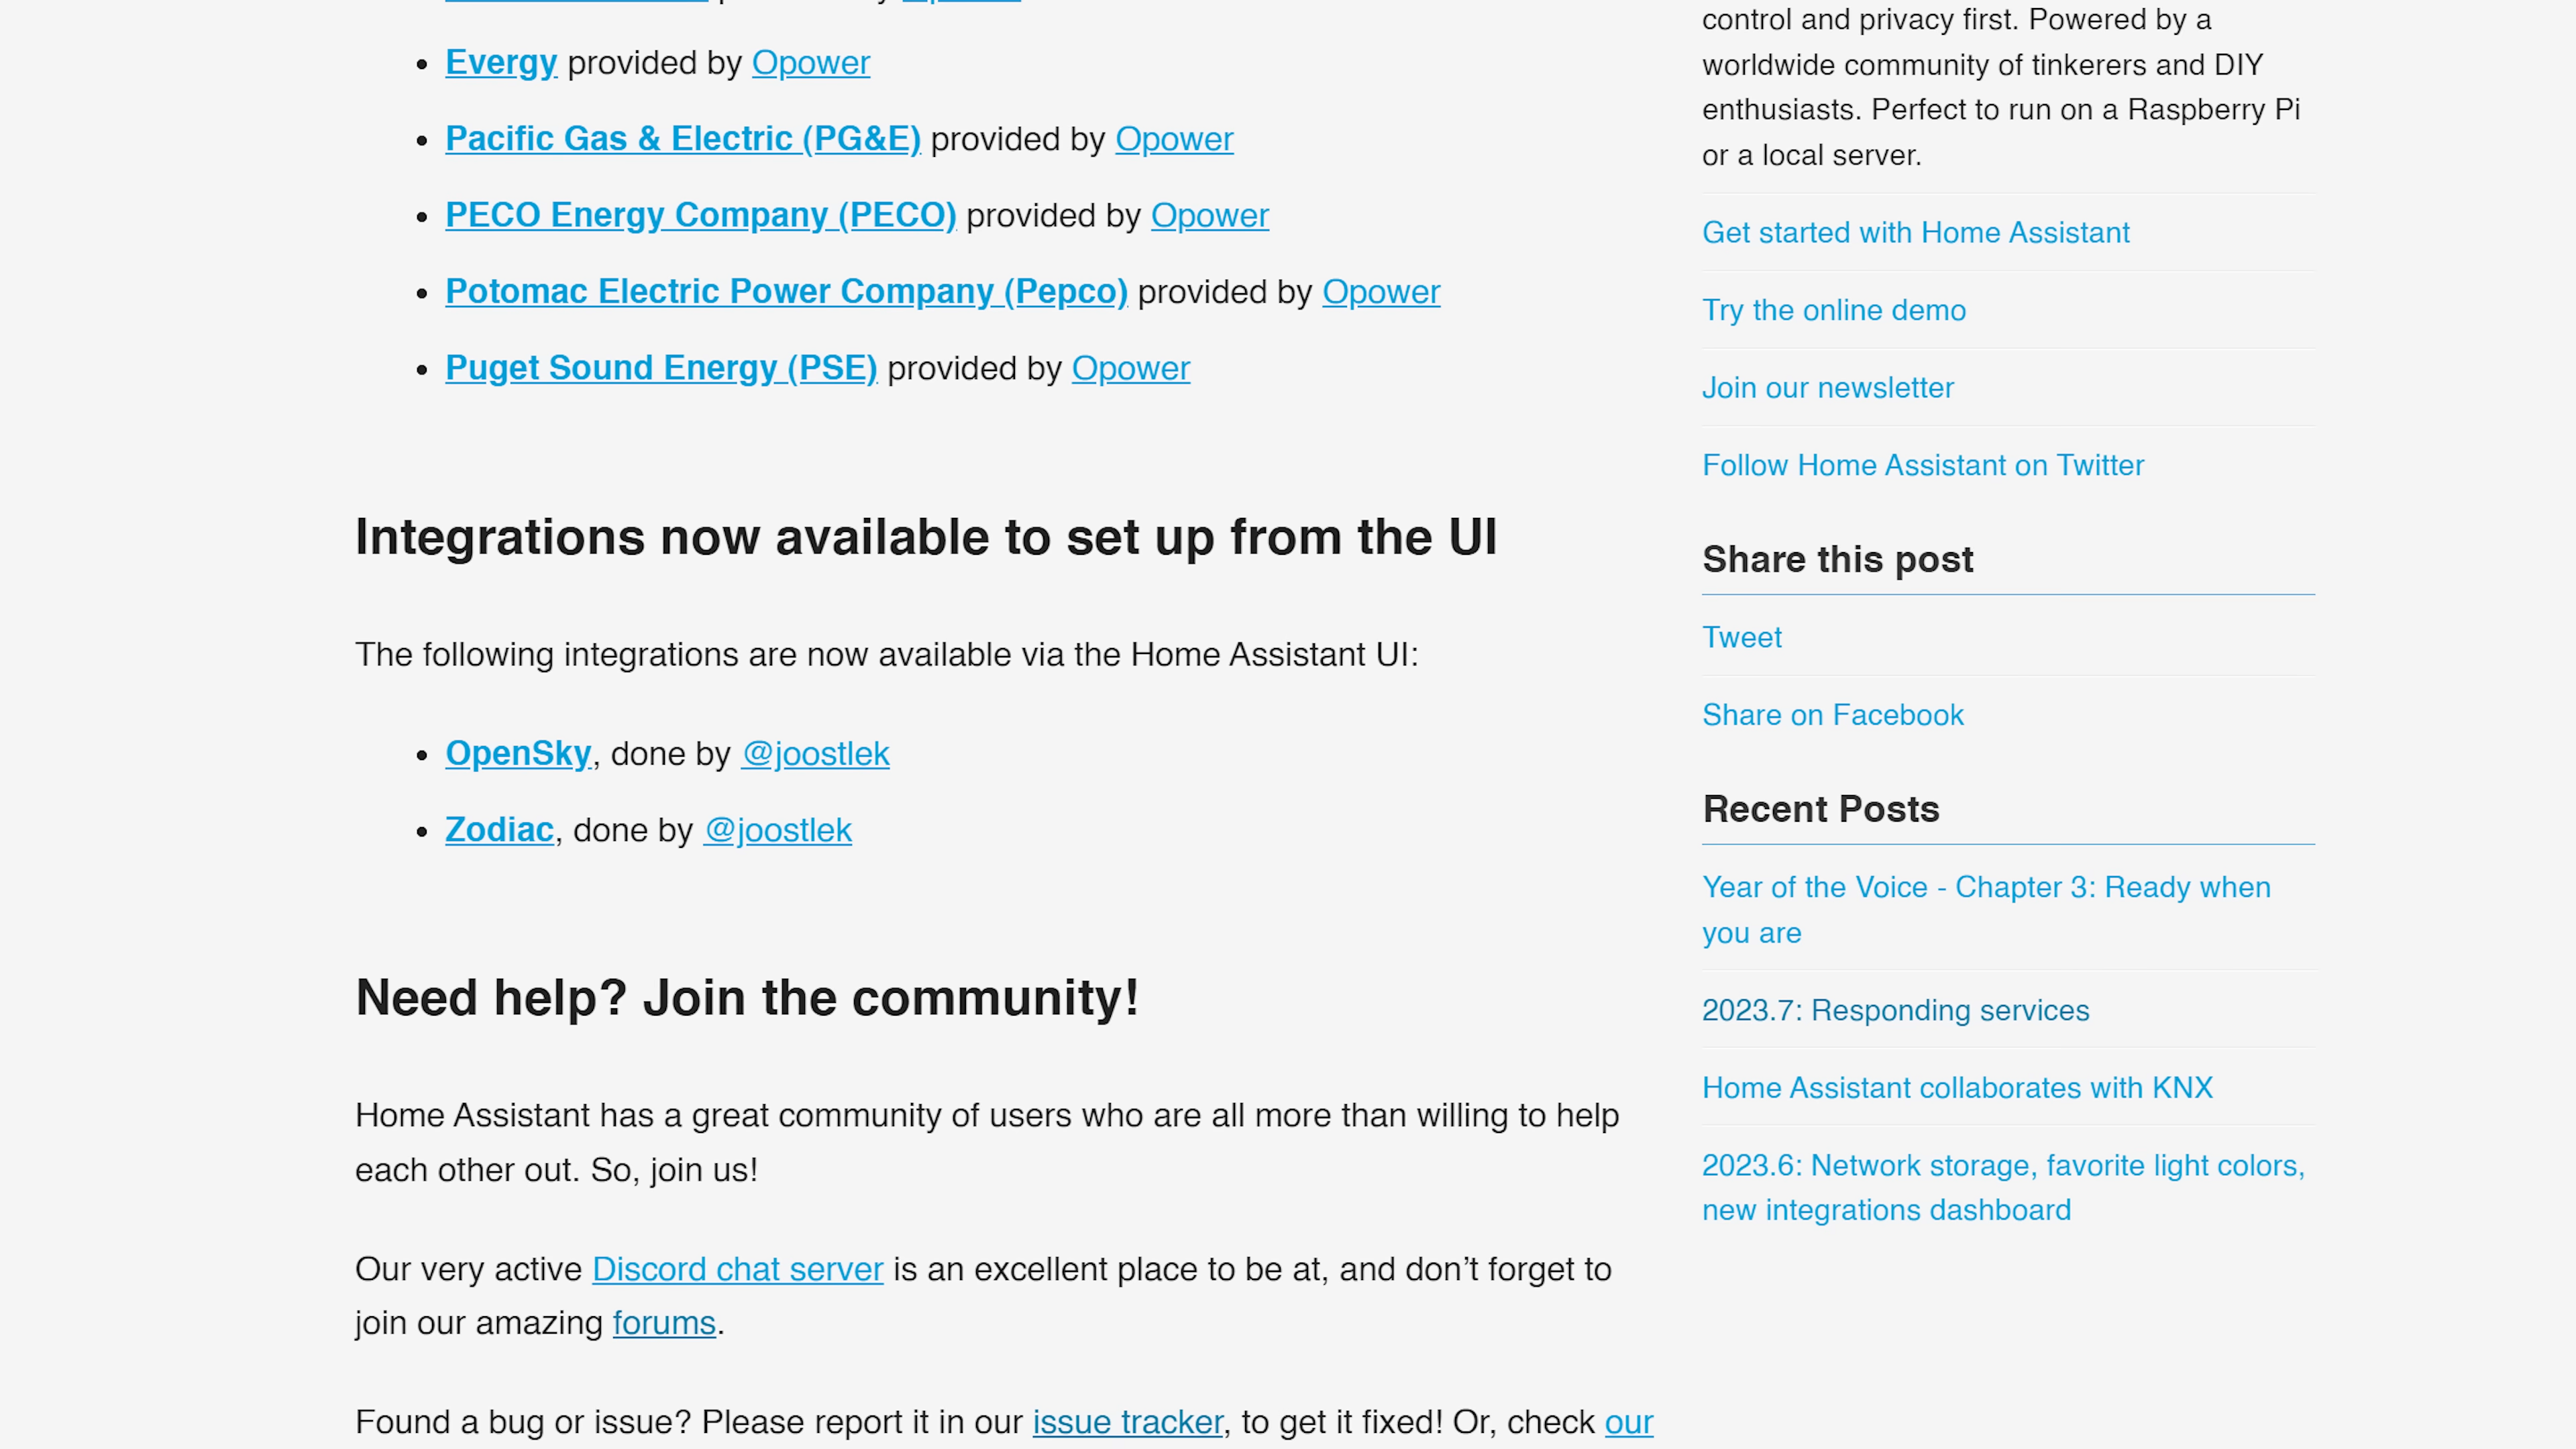 Evergy provided by Opower
Pacific Gas & Electric (PG&E) provided by Opower
PECO Energy Company (PECO) provided by Opower
Potomac Electric Power Company (Pepco) provided by Opower
Puget Sound Energy (PSE) provided by Opower
Integrations now available to set up from the UI
The following integrations are now available via the Home Assistant UI:
OpenSky, done by @joostlek
Zodiac, done by @joostlek
Need help? Join the community!
Home Assistant has a great community of users who are all more than willing to help
each other out. So, join us!
Our very active Discord chat server is an excellent place to be at, and don’t forget to
join our amazing forums.
Found a bug or issue? Please report it in our issue tracker, to get it fixed! Or, check our
control and privacy first. Powered by a
worldwide community of tinkerers and DIY
enthusiasts. Perfect to run on a Raspberry Pi
or a local server.
Get started with Home Assistant
Try the online demo
Join our newsletter
Follow Home Assistant on Twitter
Share this post
Tweet
Share on Facebook
Recent Posts
Year of the Voice - Chapter 3: Ready when
you are
2023.7: Responding services
Home Assistant collaborates with KNX
2023.6: Network storage, favorite light colors,
new integrations dashboard